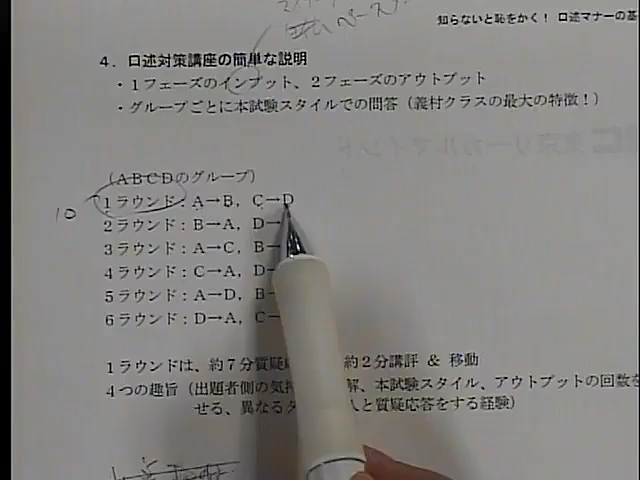 知らないと恥をかく！ 口述マナーの基
ペース
4．口述対策講座の簡単な説明
・1フェーズのインプット、2フェーズのアウトプット
・グループごとに本試験スタイルでの問答（義村クラスの最大の特徴！）
（ABCDのグループ）
10
1ラウンド：A→B，C→D
2ラウンド：B→A，D→
3ラウンド：A→C，B→
4ラウンド：C→A，D→
5ラウンド：A→D，B→
6ラウンド：D→A，C→
1ラウンドは、約7分質疑 約2分講評 ＆ 移動
4つの趣旨（出題者側の気持 解、本試験スタイル、アウトプットの回数を
せる、異なる 人と質疑応答をする経験）